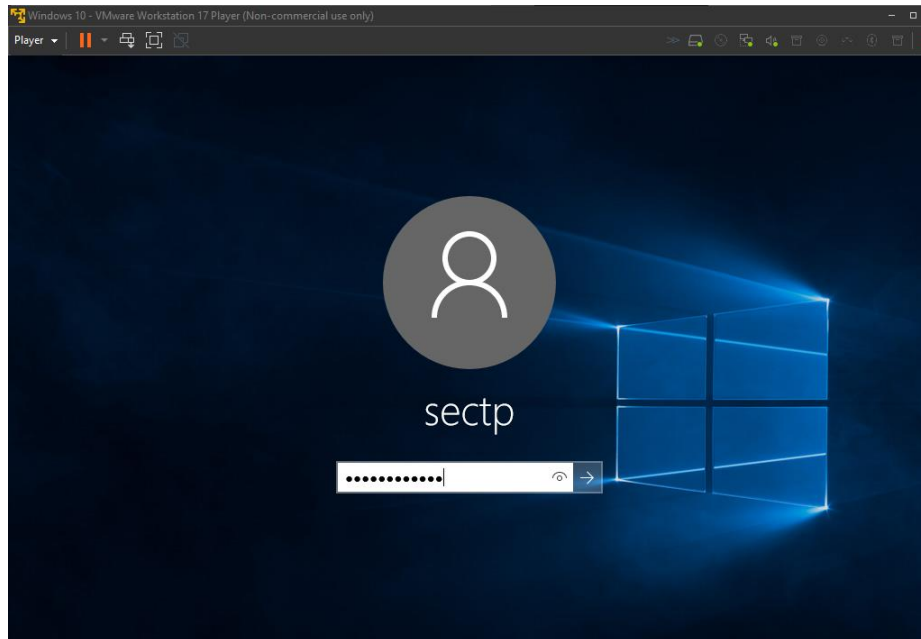 Windows 10 - VMware Workstation 17 Player (Non-commercial use only)
Player
sectp
••••••••••••